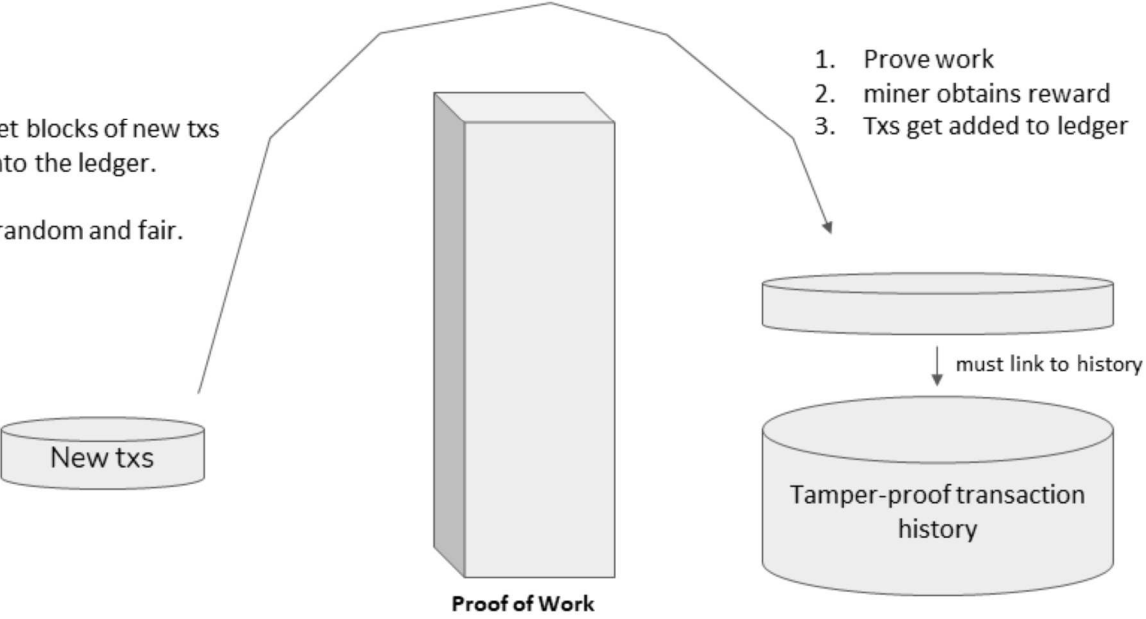 et blocks of new txs
nto the ledger.
random and fair.
1. Prove work
2. miner obtains reward
3. Txs get added to ledger
must link to history
New txs
Tamper-proof transaction
history
Proof of Work